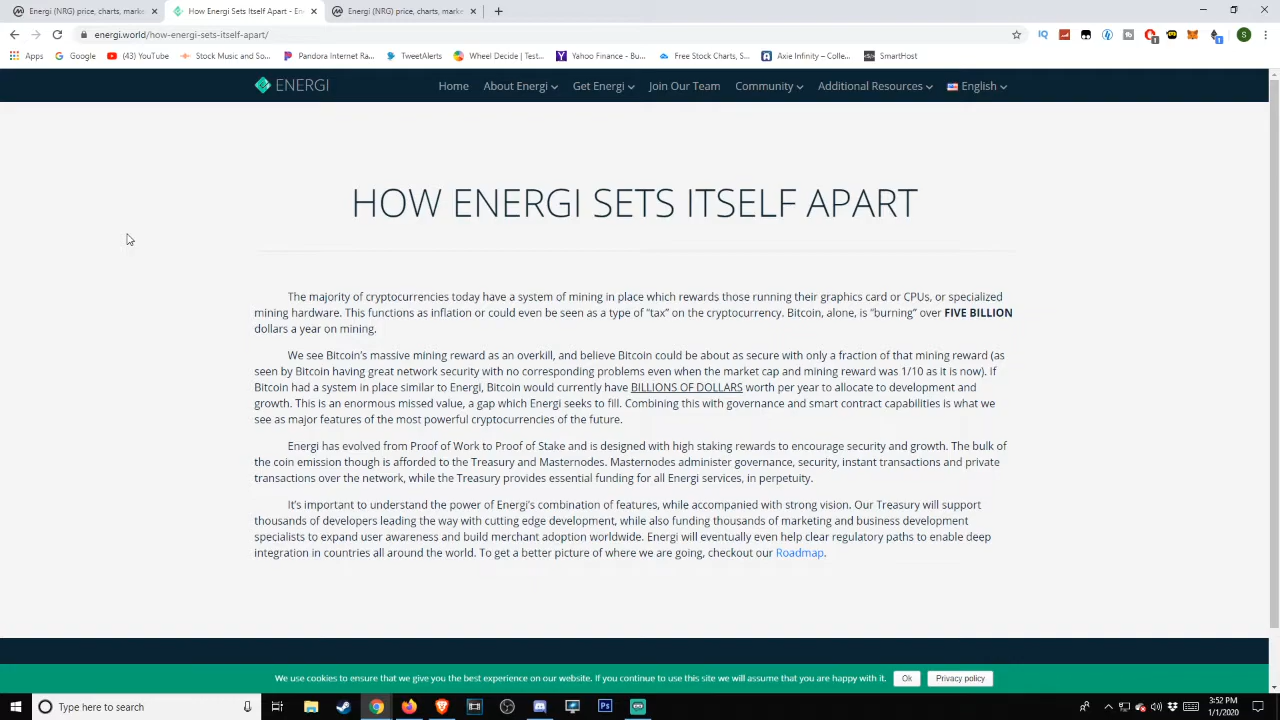 Energi (NRG) price, charts, marke
How Energi Sets Itself Apart - En
Energi (NRG) price, charts, marke
energi.world/how-energi-sets-itself-apart/
Apps
Google
(43) YouTube
Stock Music and So...
Pandora Internet Ra...
TweetAlerts
Wheel Decide | Test...
Yahoo Finance - Bu...
Free Stock Charts, S...
Axie Infinity – Colle...
SmartHost
ENERGI
Home
About Energi
Get Energi
Join Our Team
Community
Additional Resources
English
HOW ENERGI SETS ITSELF APART
The majority of cryptocurrencies today have a system of mining in place which rewards those running their graphics card or CPUs, or specialized
mining hardware. This functions as inflation or could even be seen as a type of “tax” on the cryptocurrency. Bitcoin, alone, is “burning” over FIVE BILLION
dollars a year on mining.
We see Bitcoin’s massive mining reward as an overkill, and believe Bitcoin could be about as secure with only a fraction of that mining reward (as
seen by Bitcoin having great network security with no corresponding problems even when the market cap and mining reward was 1/10 as it is now). If
Bitcoin had a system in place similar to Energi, Bitcoin would currently have BILLIONS OF DOLLARS worth per year to allocate to development and
growth. This is an enormous missed value, a gap which Energi seeks to fill. Combining this with governance and smart contract capabilities is what we
see as major features of the most powerful cryptocurrencies of the future.
Energi has evolved from Proof of Work to Proof of Stake and is designed with high staking rewards to encourage security and growth. The bulk of
the coin emission though is afforded to the Treasury and Masternodes. Masternodes administer governance, security, instant transactions and private
transactions over the network, while the Treasury provides essential funding for all Energi services, in perpetuity.
It’s important to understand the power of Energi’s combination of features, while accompanied with strong vision. Our Treasury will support
thousands of developers leading the way with cutting edge development, while also funding thousands of marketing and business development
specialists to expand user awareness and build merchant adoption worldwide. Energi will eventually even help clear regulatory paths to enable deep
integration in countries all around the world. To get a better picture of where we are going, checkout our Roadmap.
We use cookies to ensure that we give you the best experience on our website. If you continue to use this site we will assume that you are happy with it.
Ok
Privacy policy
Type here to search
3:52 PM
1/1/2020